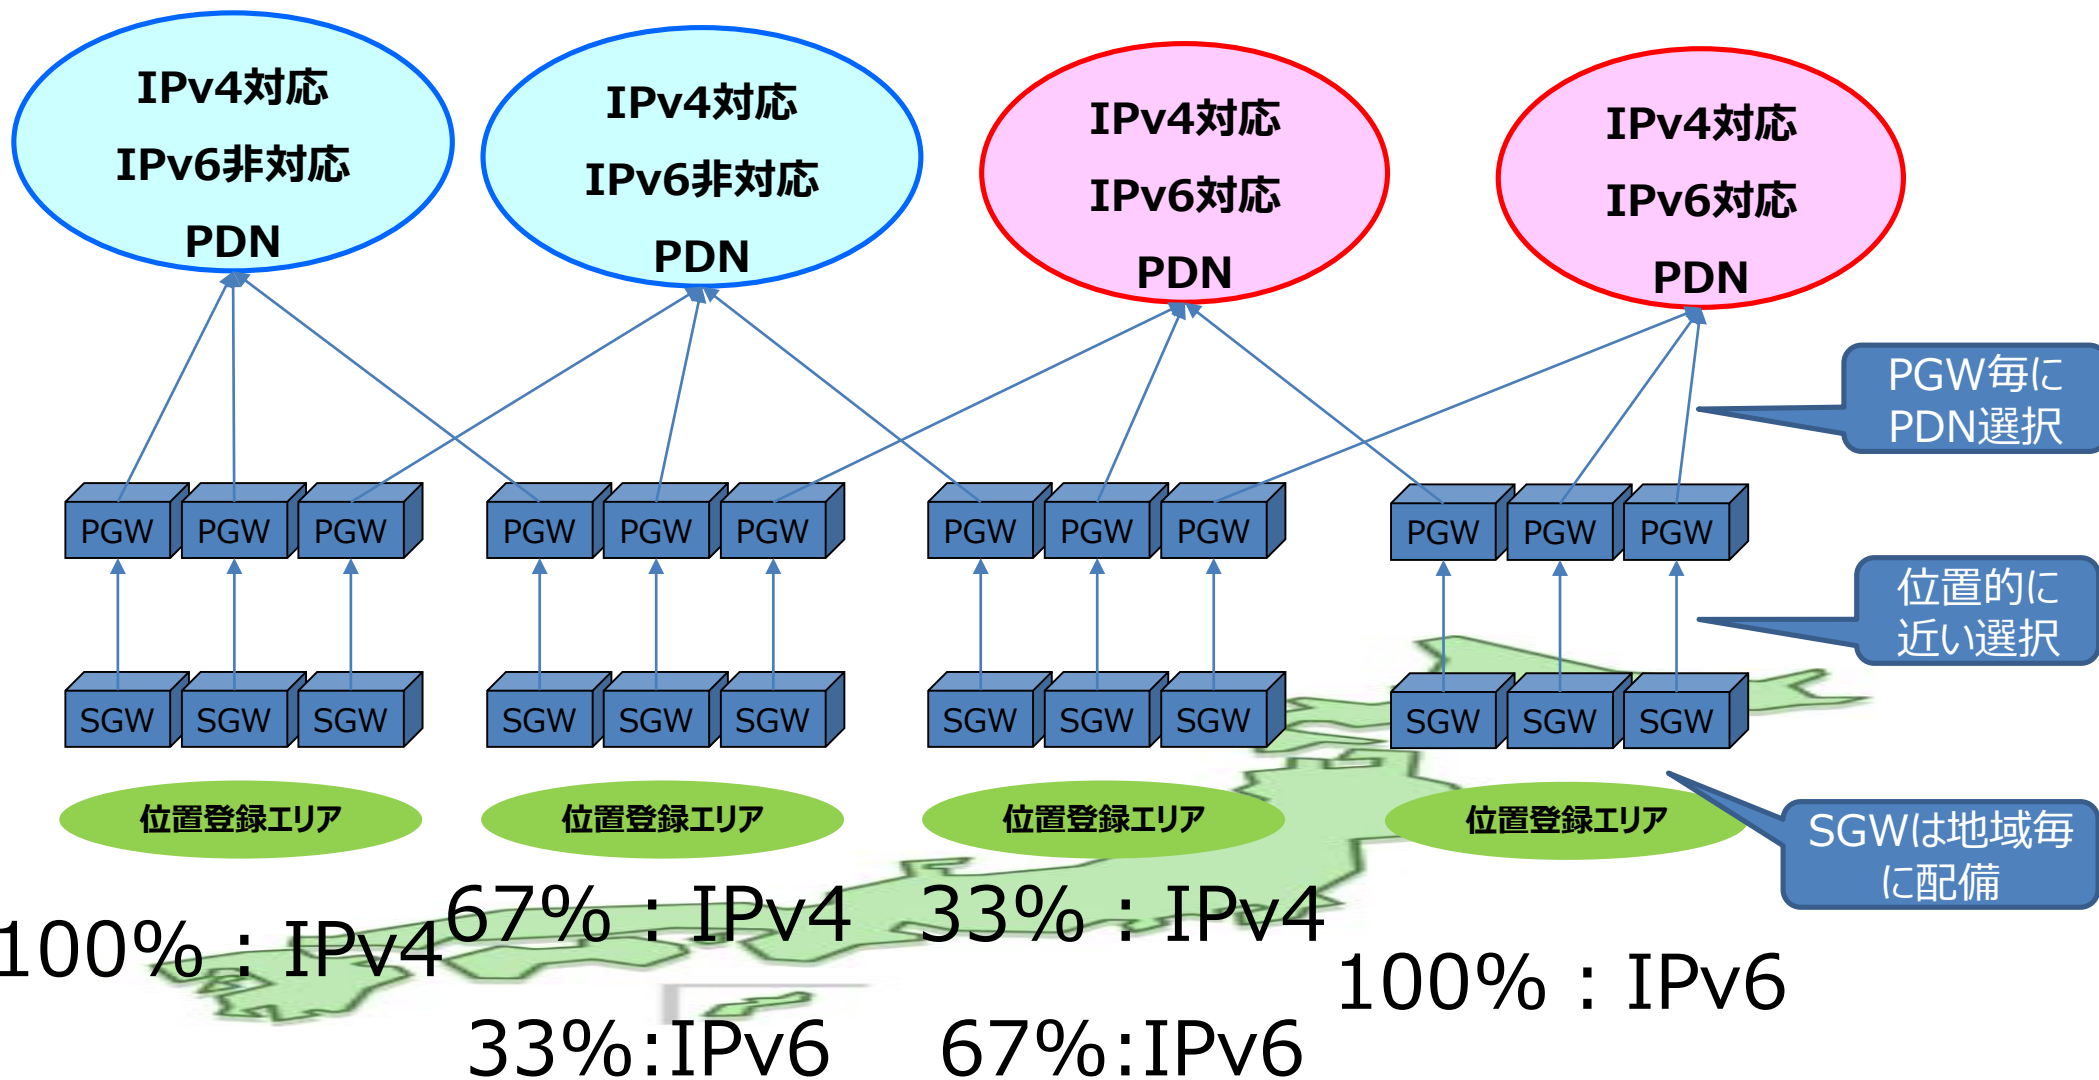 IPv4対応
IPv6非対応
PDN
IPv4対応
IPv6非対応
PDN
IPv4対応
IPv6対応
PDN
IPv4対応
IPv6対応
PDN
PGW毎に
PDN選択
PGW PGW PGW
PGW PGW PGW
PGW PGW PGW
PGW PGW PGW
位置的に
近い選択
SGW SGW SGW
SGW SGW SGW
SGW SGW SGW
SGW SGW SGW
位置登録エリア
位置登録エリア
位置登録エリア
位置登録エリア
SGWは地域毎
に配備
100%：IPv4
67%：IPv4
33%:IPv6
33%：IPv4
67%:IPv6
100%：IPv6